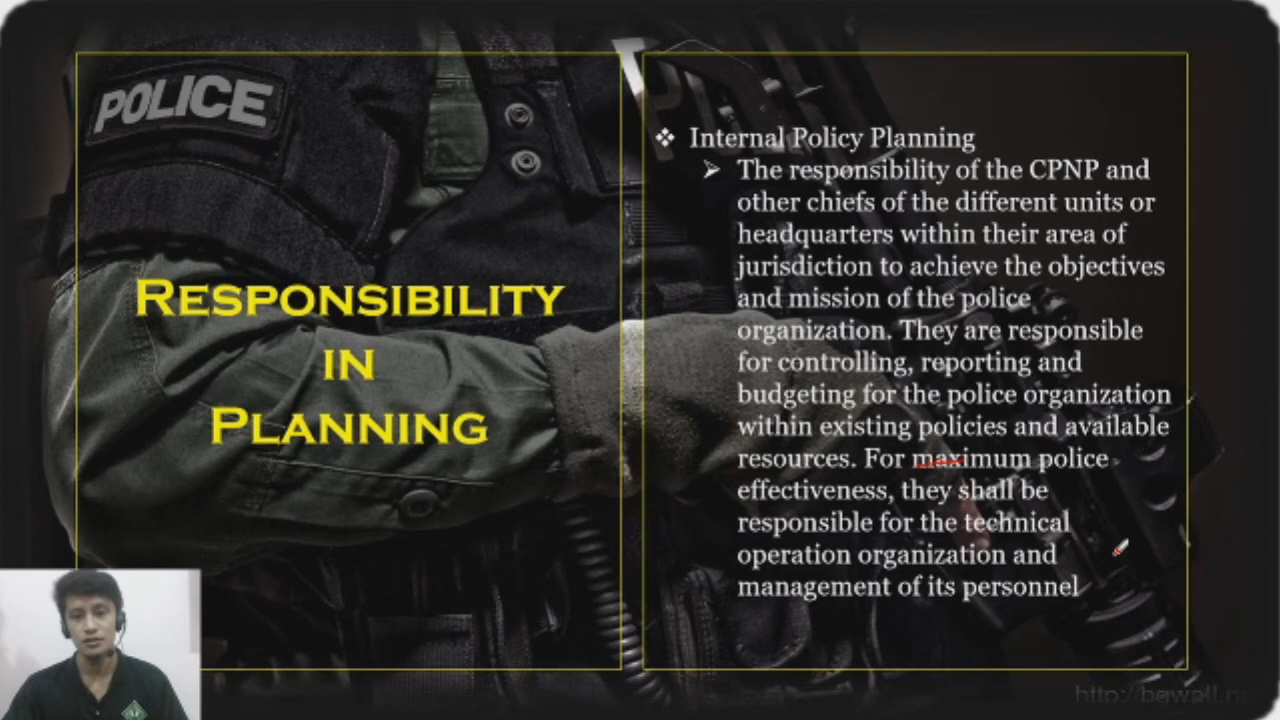 POLICE
RESPONSIBILITY
IN
PLANNING
❖ Internal Policy Planning
➢ The responsibility of the CPNP and
other chiefs of the different units or
headquarters within their area of
jurisdiction to achieve the objectives
and mission of the police
organization. They are responsible
for controlling, reporting and
budgeting for the police organization
within existing policies and available
resources. For maximum police
effectiveness, they shall be
responsible for the technical
operation organization and
management of its personnel